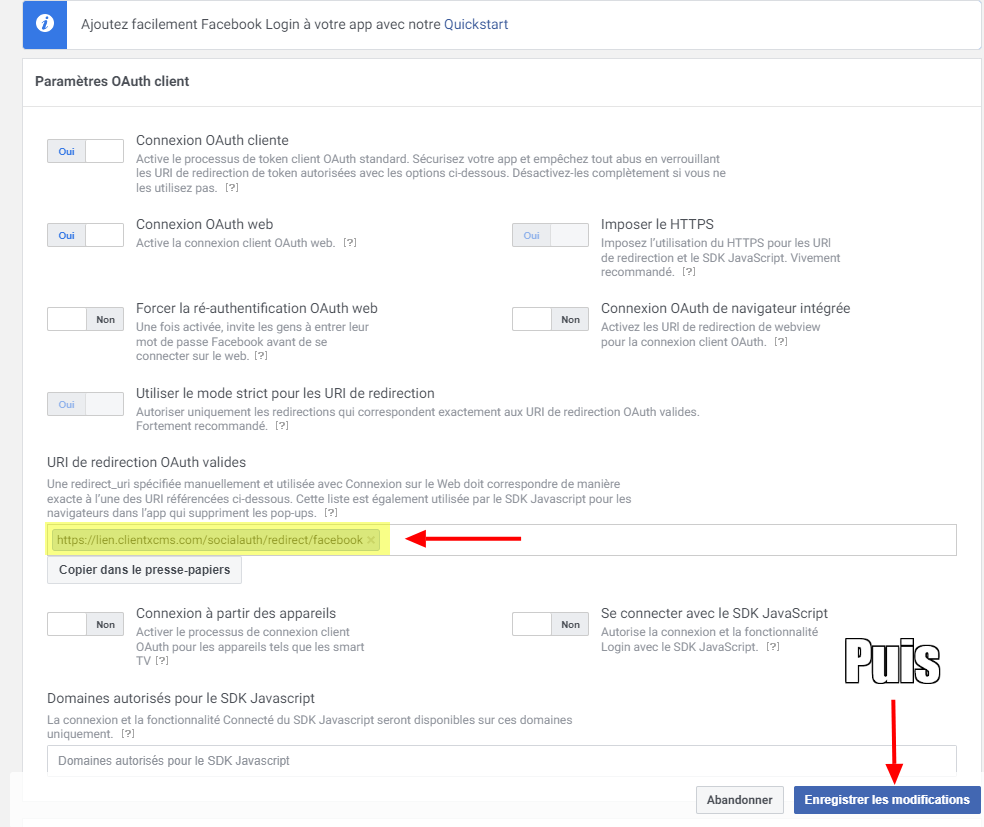 Ajoutez facilement Facebook Login à votre app avec notre Quickstart
Paramètres OAuth client
Oui
Connexion OAuth cliente
Active le processus de token client OAuth standard. Sécurisez votre app et empêchez tout abus en verrouillant
les URI de redirection de token autorisées avec les options ci-dessous. Désactivez-les complètement si vous ne
les utilisez pas. [?]
Oui
Connexion OAuth web
Active la connexion client OAuth web. [?]
Oui
Imposer le HTTPS
Imposez l’utilisation du HTTPS pour les URI
de redirection et le SDK JavaScript. Vivement
recommandé. [?]
Non
Forcer la ré-authentification OAuth web
Une fois activée, invite les gens à entrer leur
mot de passe Facebook avant de se
connecter sur le web. [?]
Non
Connexion OAuth de navigateur intégrée
Activez les URI de redirection de webview
pour la connexion client OAuth. [?]
Oui
Utiliser le mode strict pour les URI de redirection
Autoriser uniquement les redirections qui correspondent exactement aux URI de redirection OAuth valides.
Fortement recommandé. [?]
URI de redirection OAuth valides
Une redirect_uri spécifiée manuellement et utilisée avec Connexion sur le Web doit correspondre de manière
exacte à l’une des URI référencées ci-dessous. Cette liste est également utilisée par le SDK Javascript pour les
navigateurs dans l’app qui suppriment les pop-ups. [?]
https://lien.clientxcms.com/socialauth/redirect/facebook ×
Copier dans le presse-papiers
Non
Connexion à partir des appareils
Activer le processus de connexion client
OAuth pour les appareils tels que les smart
TV [?]
Non
Se connecter avec le SDK JavaScript
Autorise la connexion et la fonctionnalité
Login avec le SDK JavaScript. [?]
Puis
Domaines autorisés pour le SDK Javascript
La connexion et la fonctionnalité Connecté du SDK Javascript seront disponibles sur ces domaines
uniquement. [?]
Domaines autorisés pour le SDK Javascript
Abandonner
Enregistrer les modifications